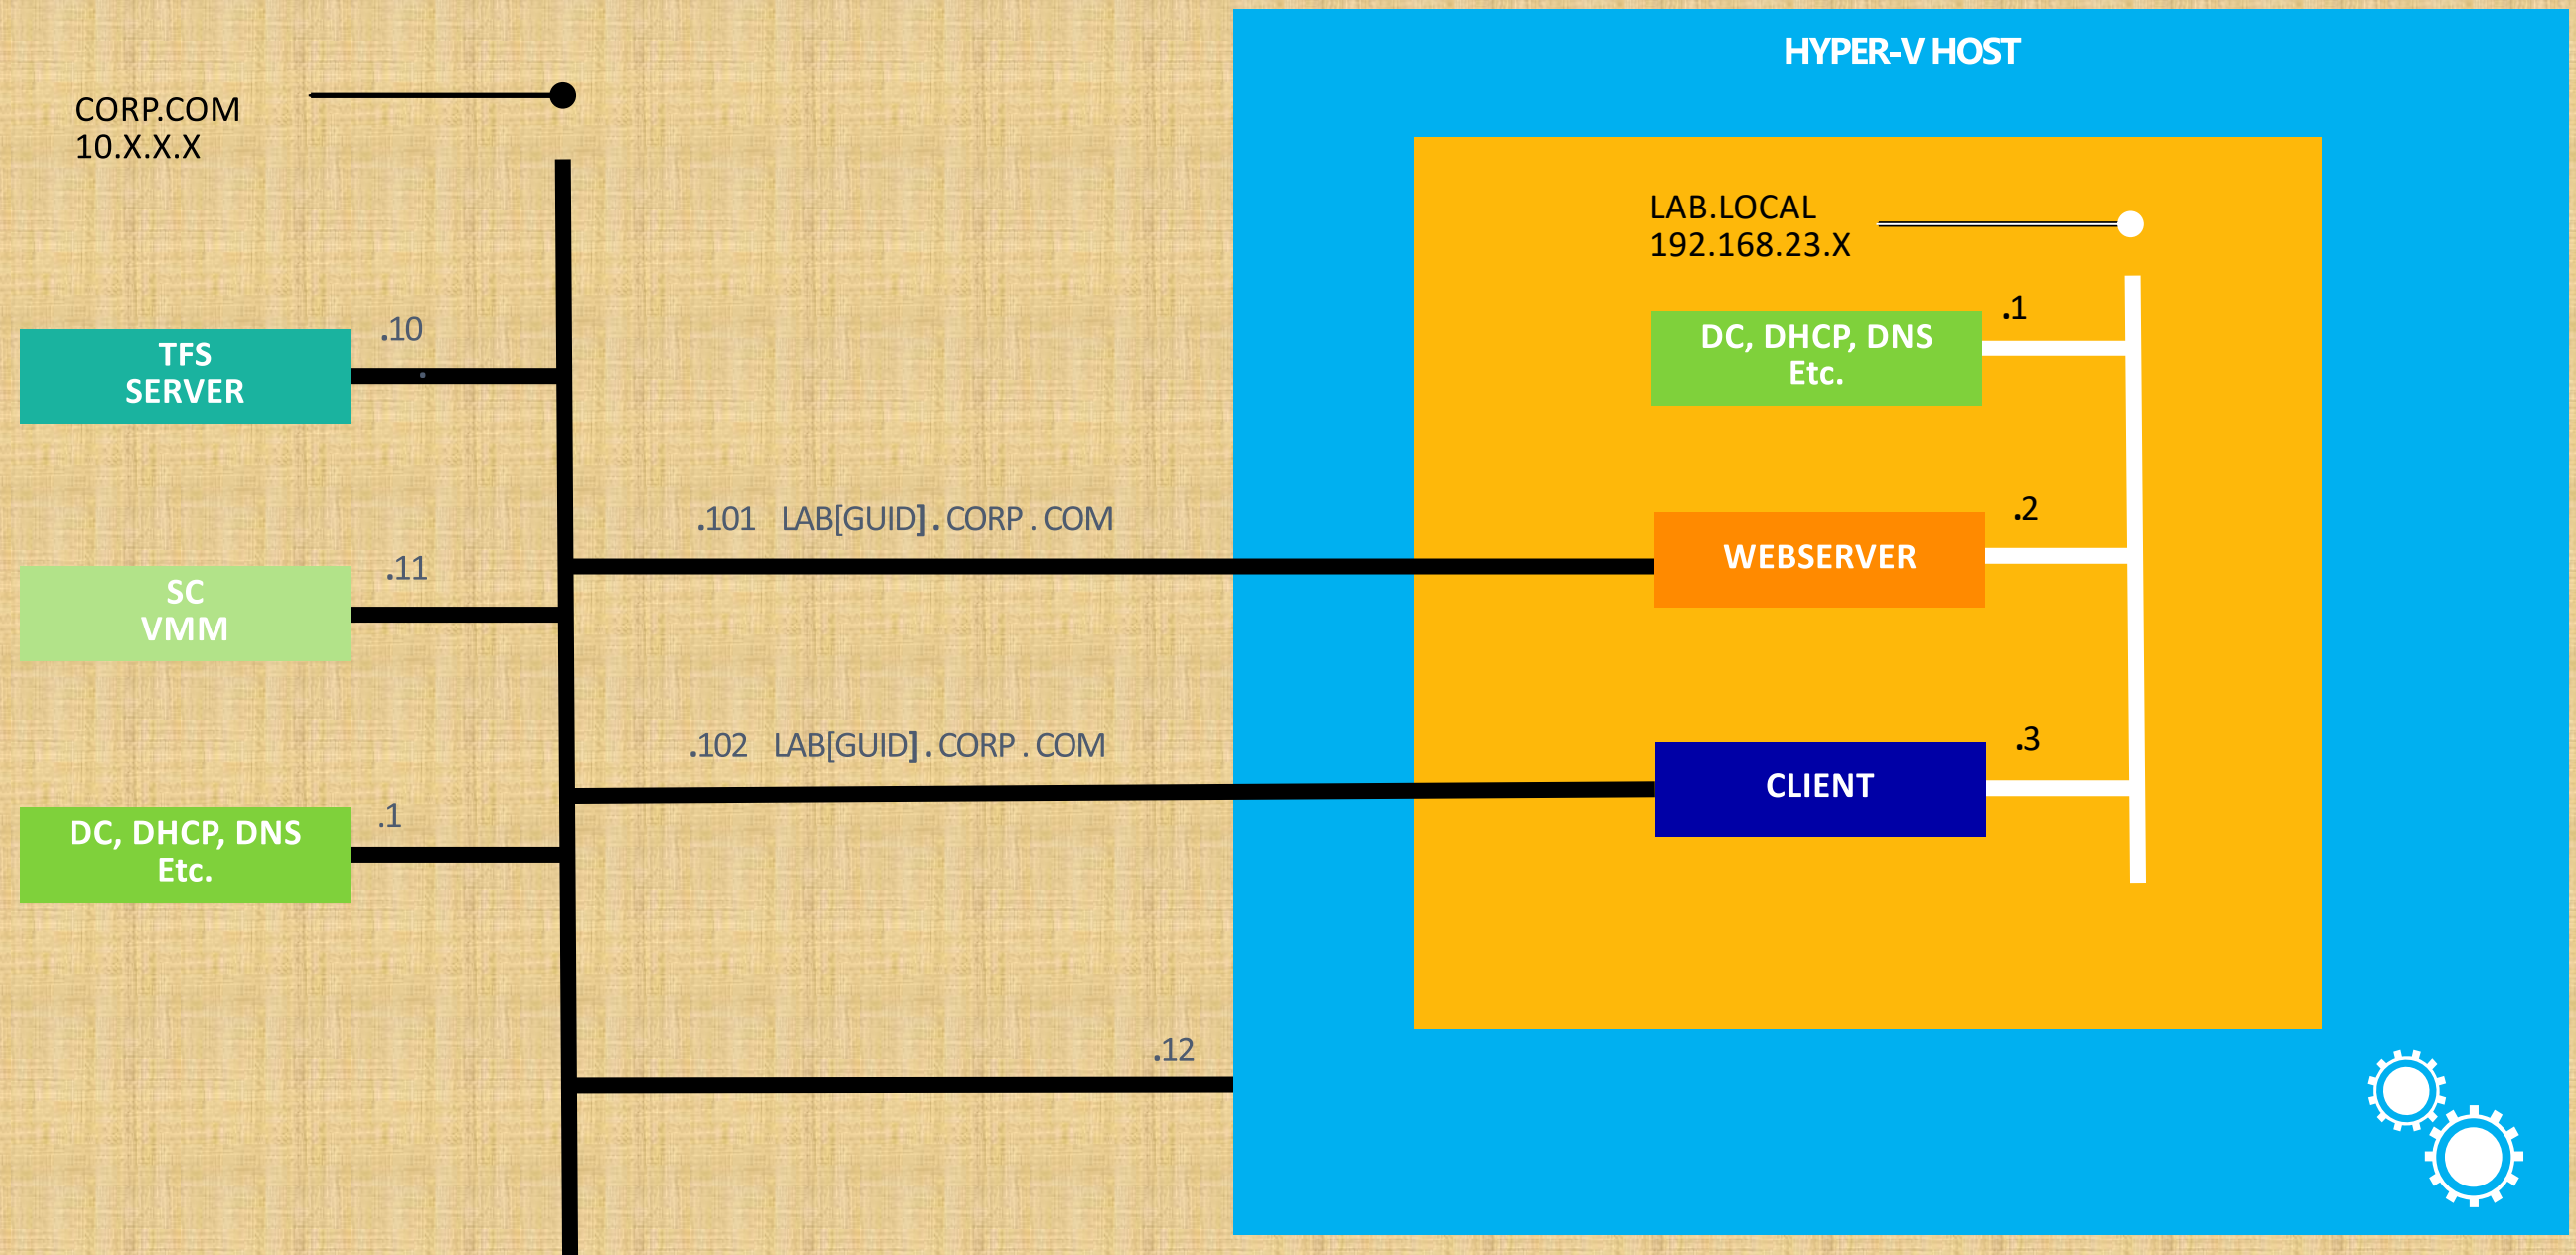 HYPER-V HOST
CORP.COM
10.X.X.X
LAB.LOCAL
192.168.23.X
.10
TFS
SERVER
.1
DC, DHCP, DNS
Etc.
.101 LAB[GUID] . CORP . COM
.2
WEBSERVER
.11
SC
VMM
.102 LAB[GUID] . CORP . COM
.3
CLIENT
.1
DC, DHCP, DNS
Etc.
.12